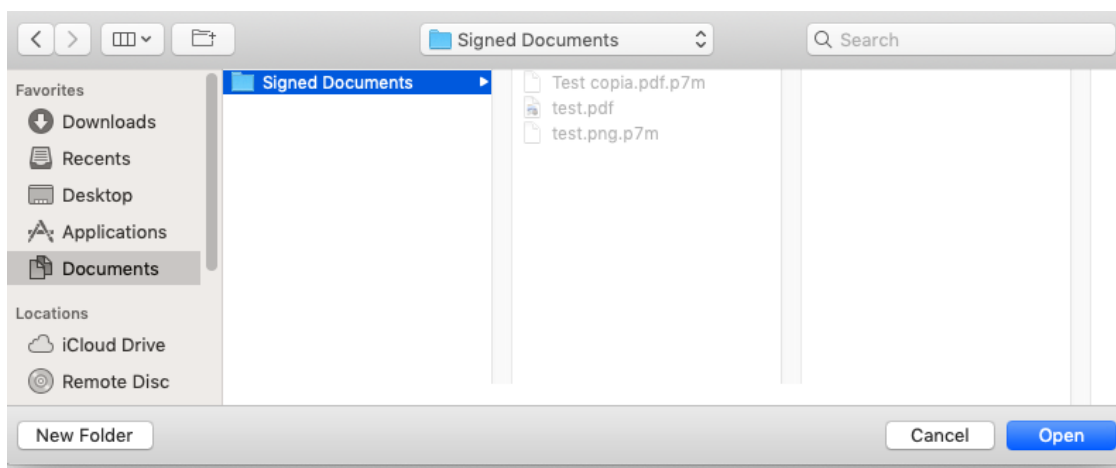 Signed Documents
Search
Favorites
Downloads
Recents
Desktop
Applications
Documents
Locations
iCloud Drive
Remote Disc
Signed Documents
Test copia.pdf.p7m
test.pdf
test.png.p7m
New Folder
Cancel
Open